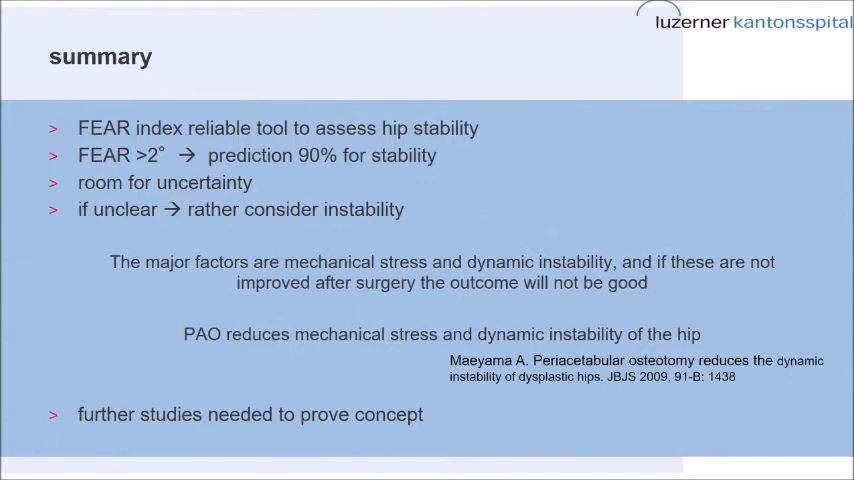 luzerner kantonsspital
summary
> FEAR index reliable tool to assess hip stability
> FEAR >2° → prediction 90% for stability
> room for uncertainty
> if unclear → rather consider instability
The major factors are mechanical stress and dynamic instability, and if these are not
improved after surgery the outcome will not be good
PAO reduces mechanical stress and dynamic instability of the hip
Maeyama A. Periacetabular osteotomy reduces the dynamic
instability of dysplastic hips. JBJS 2009, 91-B: 1438
> further studies needed to prove concept